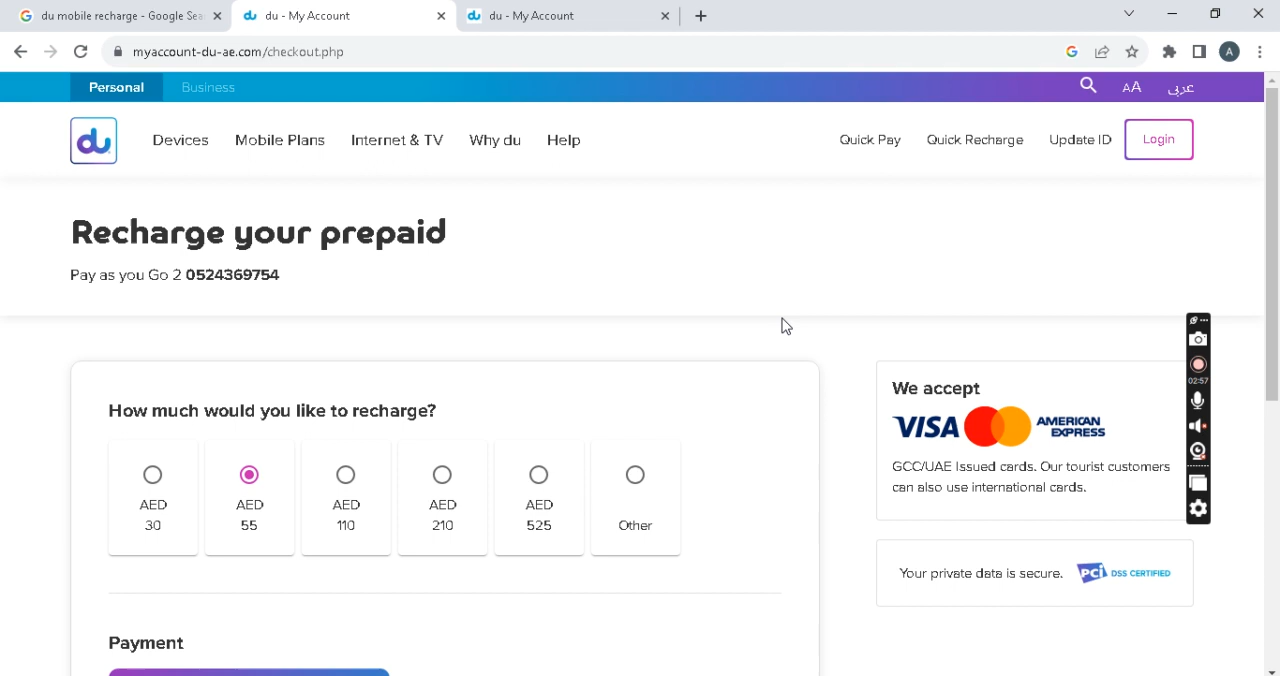 du mobile recharge - Google Sea
du - My Account
du - My Account
myaccount-du-ae.com/checkout.php
G
A
Personal
Business
AA
عربى
du
Devices
Mobile Plans
Internet & TV
Why du
Help
Quick Pay
Quick Recharge
Update ID
Login
Recharge your prepaid
Pay as you Go 2 0524369754
How much would you like to recharge?
AED
30
AED
55
AED
110
AED
210
AED
525
Other
Payment
We accept
VISA
AMERICAN
EXPRESS
GCC/UAE Issued cards. Our tourist customers
can also use international cards.
Your private data is secure.
PCI DSS CERTIFIED
02:57